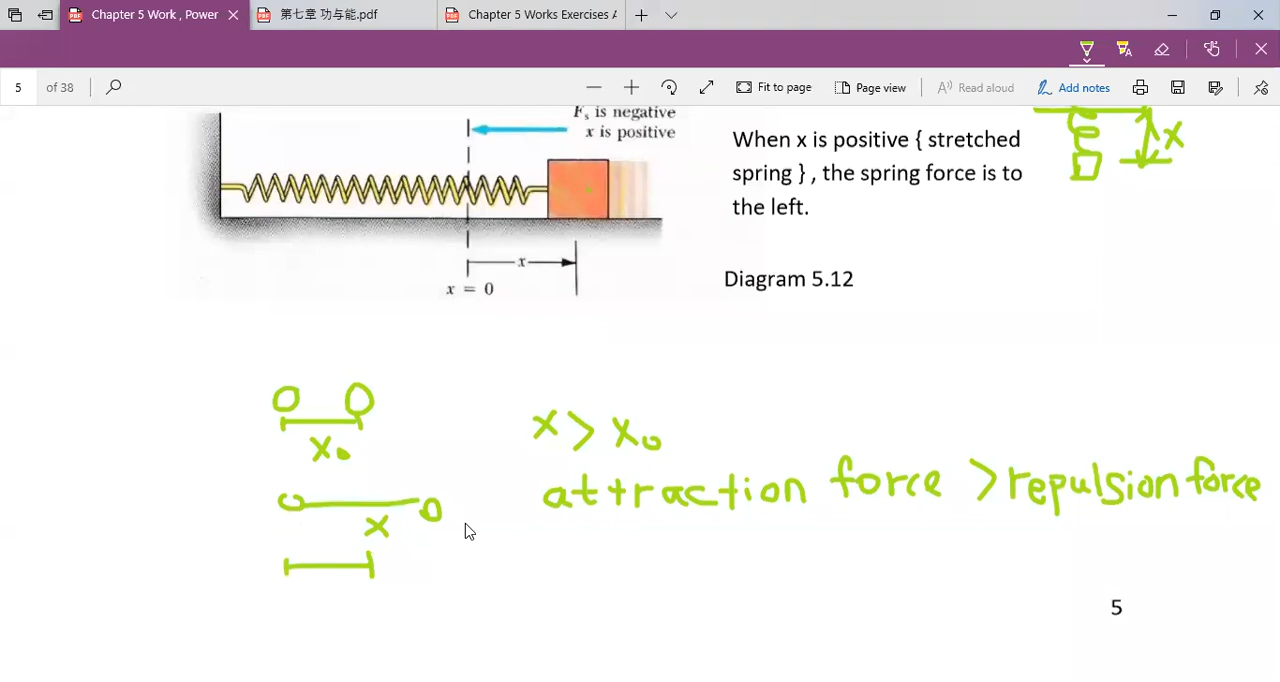 Chapter 5 Work , Power
第七章 功与能.pdf
Chapter 5 Works Exercises A
5 of 38
Fit to page
Page view
Read aloud
Add notes
Fs is negative
x is positive
x
x = 0
When x is positive { stretched
spring } , the spring force is to
the left.
x
Diagram 5.12
x₀
x > x₀
attraction force > repulsion force
x
5